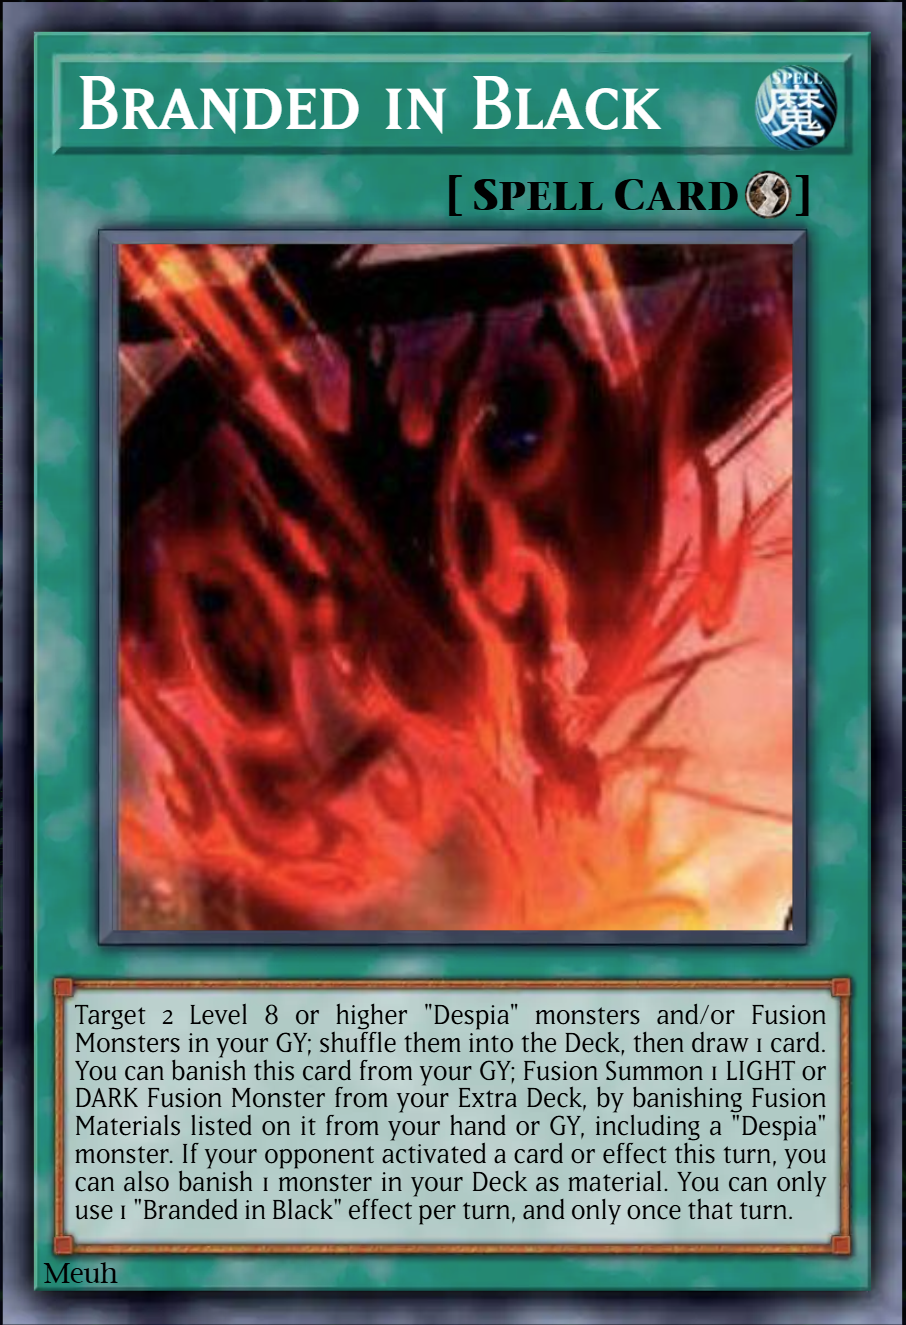 Branded in Black
SPELL
魔
[ Spell Card ]
Target 2 Level 8 or higher "Despia" monsters and/or Fusion
Monsters in your GY; shuffle them into the Deck, then draw 1 card.
You can banish this card from your GY; Fusion Summon 1 LIGHT or
DARK Fusion Monster from your Extra Deck, by banishing Fusion
Materials listed on it from your hand or GY, including a "Despia"
monster. If your opponent activated a card or effect this turn, you
can also banish 1 monster in your Deck as material. You can only
use 1 "Branded in Black" effect per turn, and only once that turn.
Meuh